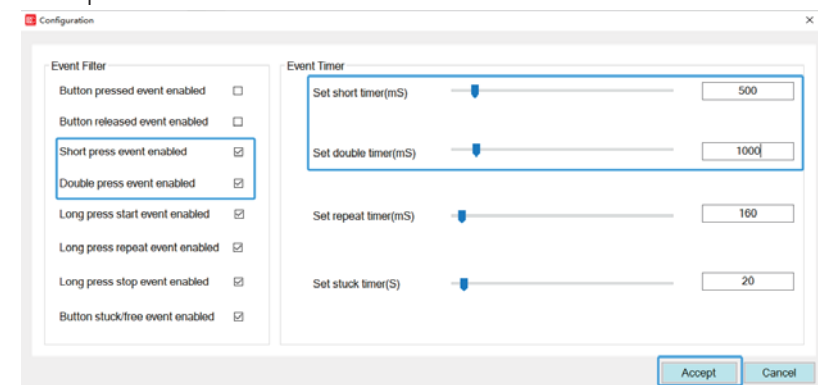 Configuration
Event Filter
Button pressed event enabled
Button released event enabled
Short press event enabled
Double press event enabled
Long press start event enabled
Long press repeat event enabled
Long press stop event enabled
Button stuck/free event enabled
Event Timer
Set short timer(mS) 500
Set double timer(mS) 1000
Set repeat timer(mS) 160
Set stuck timer(S) 20
Accept Cancel